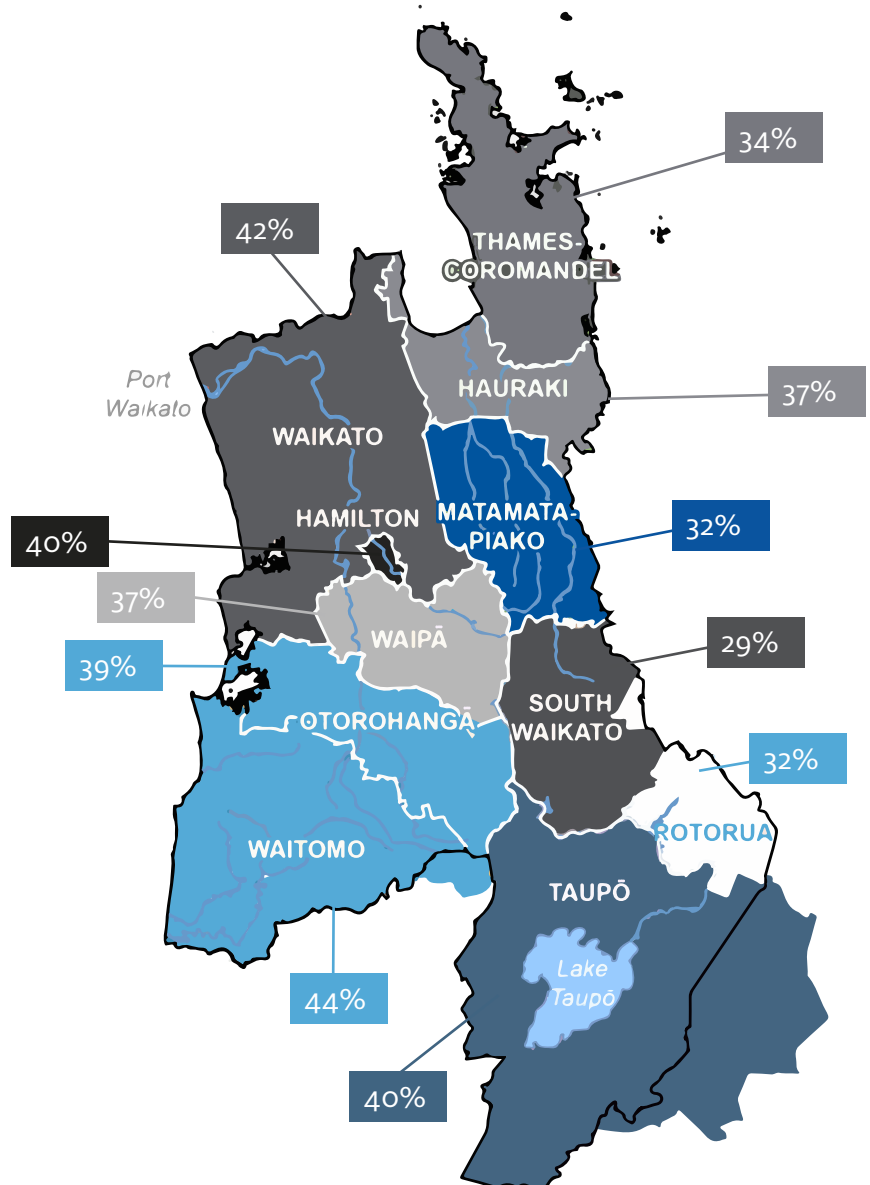 34%
42%
THAMES-
COROMANDEL
Port
Waikato
HAURAKI
37%
WAIKATO
HAMILTON
MATAMATA-
PIAKO
32%
40%
37%
WAIPĀ
29%
39%
SOUTH
WAIKATO
OTOROHANGĀ
32%
ROTORUA
WAITOMO
TAUPŌ
Lake
Taupō
44%
40%